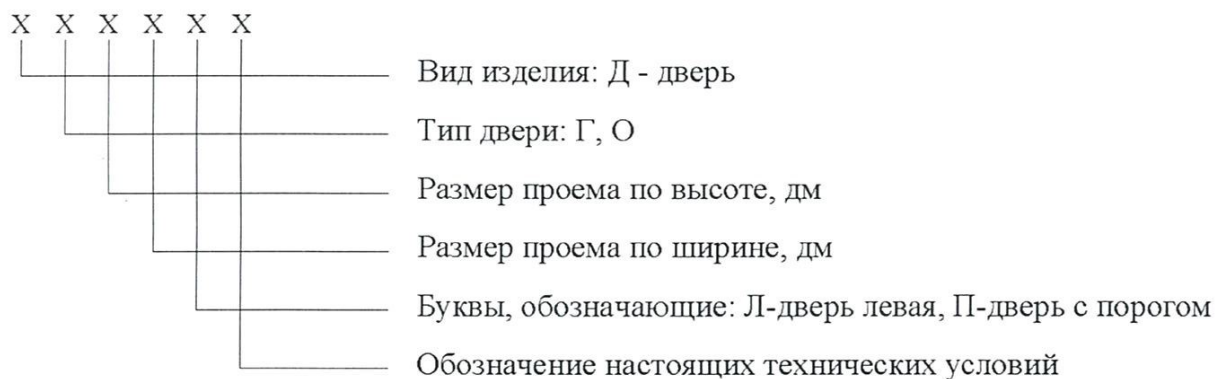 Х Х Х Х Х Х
Вид изделия: Д - дверь
Тип двери: Г, О
Размер проема по высоте, дм
Размер проема по ширине, дм
Буквы, обозначающие: Л-дверь левая, П-дверь с порогом
Обозначение настоящих технических условий